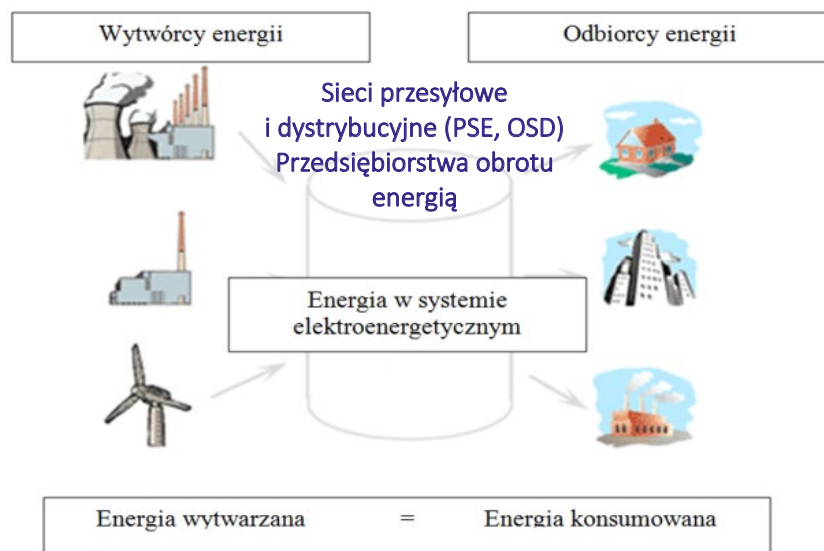 Wytwórcy energii
Odbiorcy energii
Sieci przesyłowe
i dystrybucyjne (PSE, OSD)
Przedsiębiorstwa obrotu
energią
Energia w systemie
elektroenergetycznym
Energia wytwarzana = Energia konsumowana